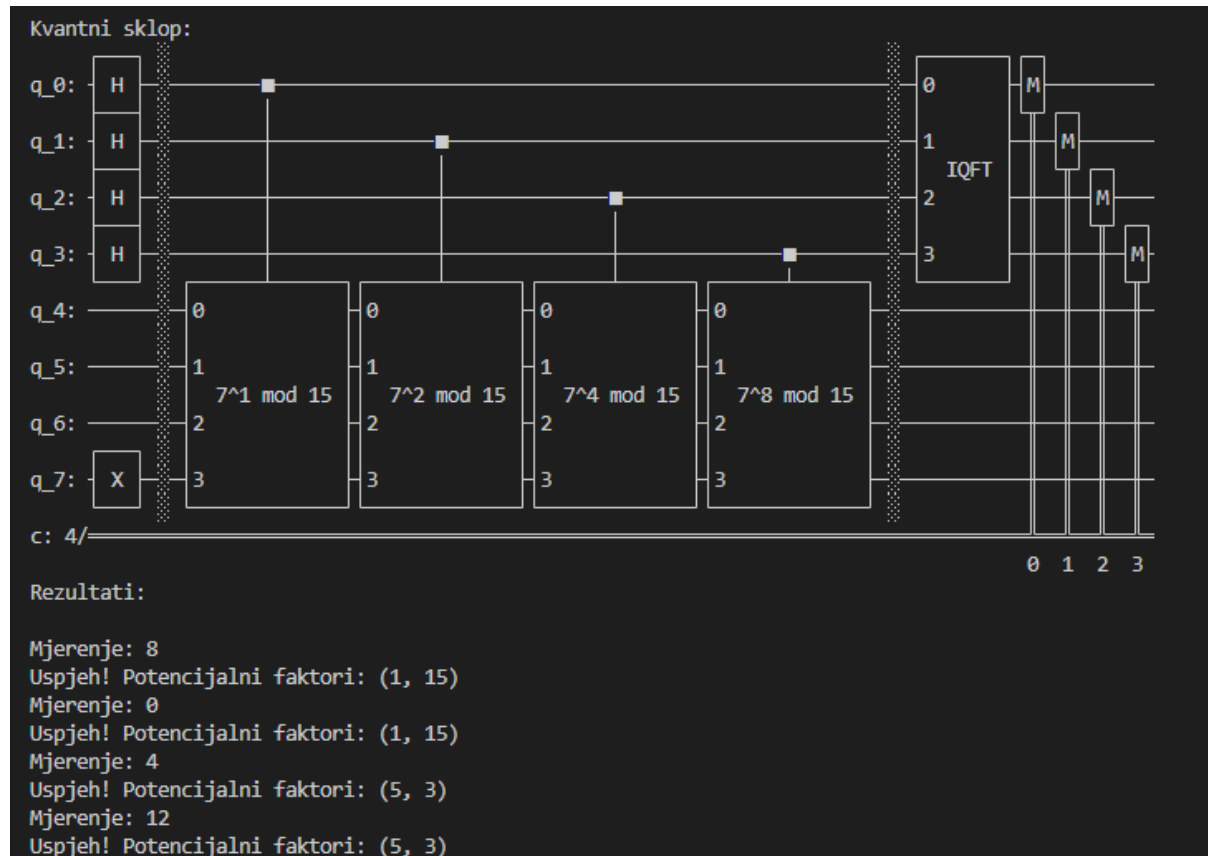 Kvantni sklop:
q_0: H 0 M
q_1: H 1 M
IQFT
q_2: H 2 M
q_3: H 3 M
q_4: 0 0 0 0
q_5: 1 1 1 1
7^1 mod 15 7^2 mod 15 7^4 mod 15 7^8 mod 15
q_6: 2 2 2 2
q_7: X 3 3 3 3
c: 4/
0 1 2 3
Rezultati:
Mjerenje: 8
Uspjeh! Potencijalni faktori: (1, 15)
Mjerenje: 0
Uspjeh! Potencijalni faktori: (1, 15)
Mjerenje: 4
Uspjeh! Potencijalni faktori: (5, 3)
Mjerenje: 12
Uspjeh! Potencijalni faktori: (5, 3)